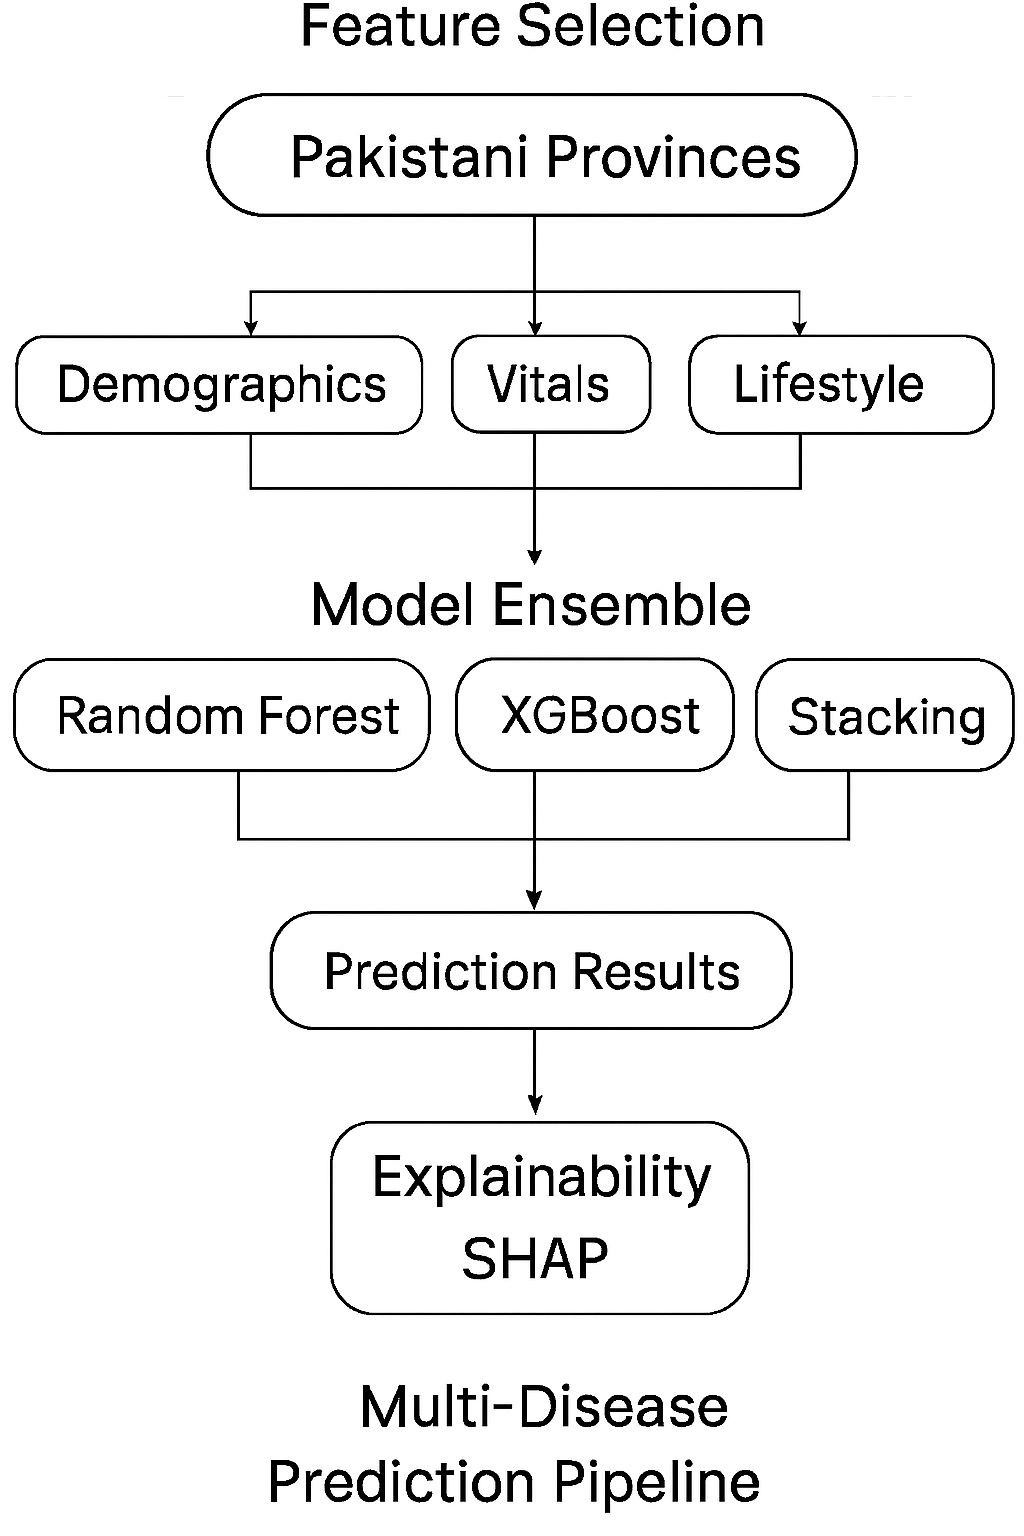 Feature Selection
Pakistani Provinces
Demographics
Vitals
Lifestyle
Model Ensemble
Random Forest
XGBoost
Stacking
Prediction Results
Explainability
SHAP
Multi-Disease
Prediction Pipeline